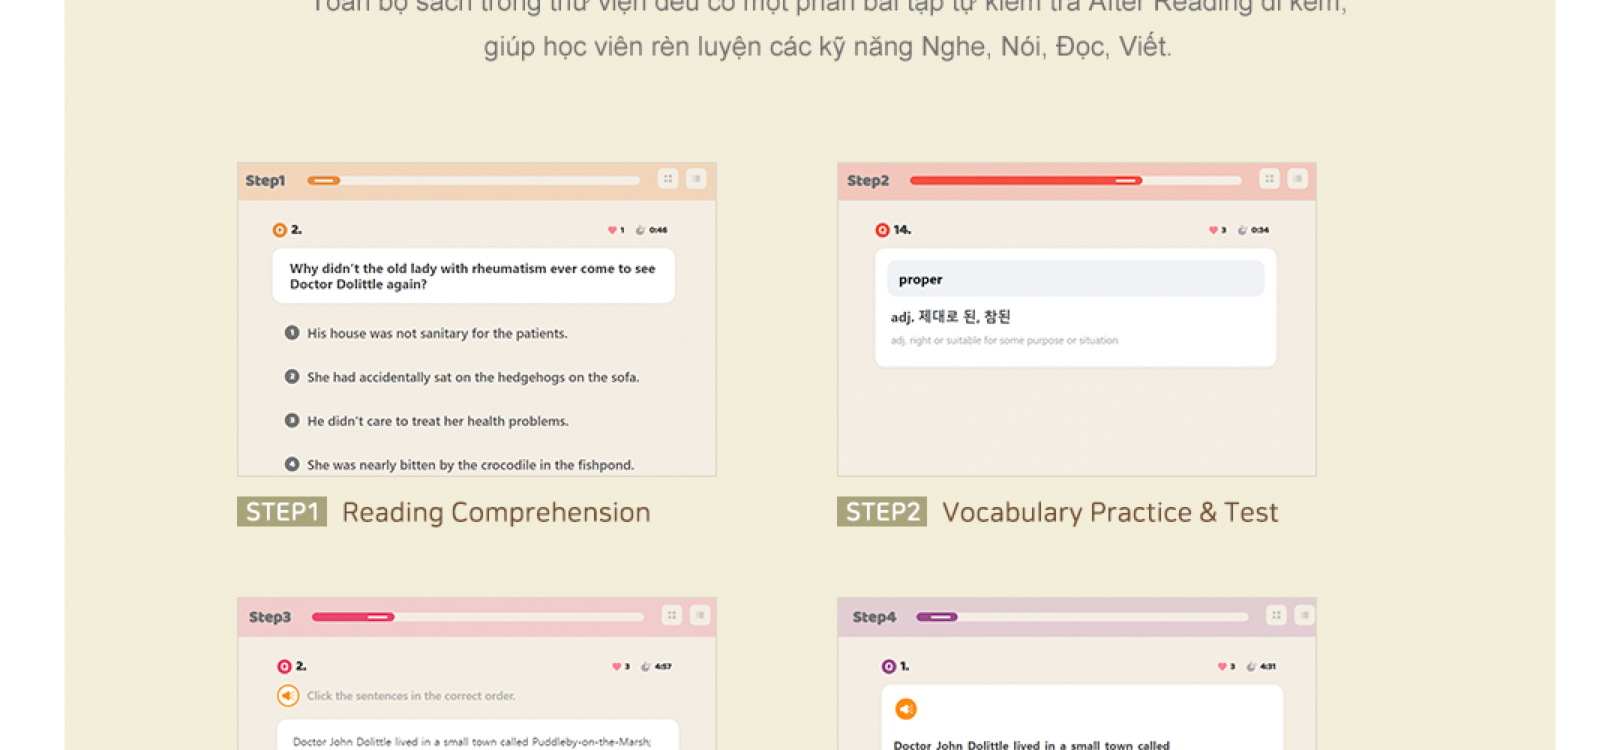 Toàn bộ sách trong thư viện đều có một phần bài tập tự kiểm tra After Reading đi kèm,
giúp học viên rèn luyện các kỹ năng Nghe, Nói, Đọc, Viết.
Step1
2.
1 0:46
Why didn't the old lady with rheumatism ever come to see
Doctor Dolittle again?
1 His house was not sanitary for the patients.
2 She had accidentally sat on the hedgehogs on the sofa.
3 He didn't care to treat her health problems.
4 She was nearly bitten by the crocodile in the fishpond.
STEP1 Reading Comprehension
Step2
14.
3 0:34
proper
adj. 제대로 된, 참된
adj. right or suitable for some purpose or situation
STEP2 Vocabulary Practice & Test
Step3
2.
3 4:57
Click the sentences in the correct order.
Doctor John Dolittle lived in a small town called Puddleby-on-the-Marsh;
Step4
1.
3 4:31
Doctor John Dolittle lived in a small town called